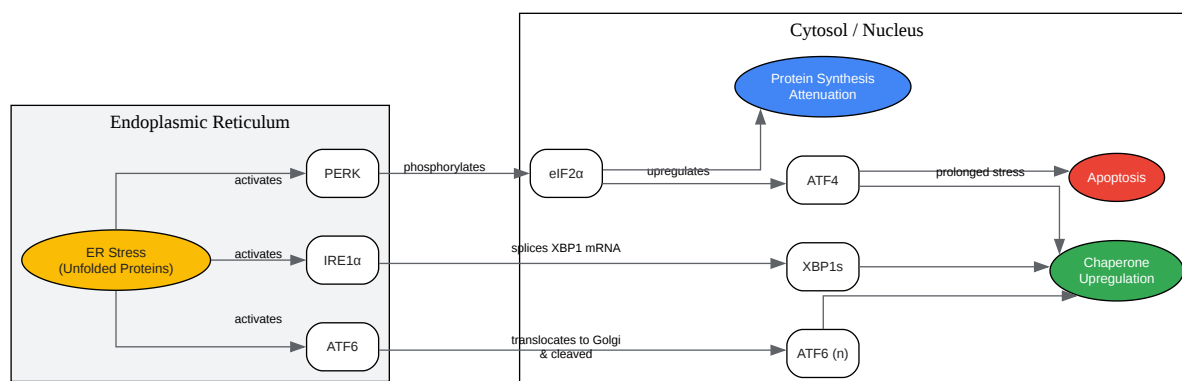 Cytosol / Nucleus
Protein Synthesis
Attenuation
Endoplasmic Reticulum
activates
PERK
phosphorylates
eIF2α
upregulates
ATF4
prolonged stress
Apoptosis
ER Stress
(Unfolded Proteins)
activates
IRE1α
splices XBP1 mRNA
XBP1s
Chaperone
Upregulation
activates
ATF6
translocates to Golgi
& cleaved
ATF6 (n)